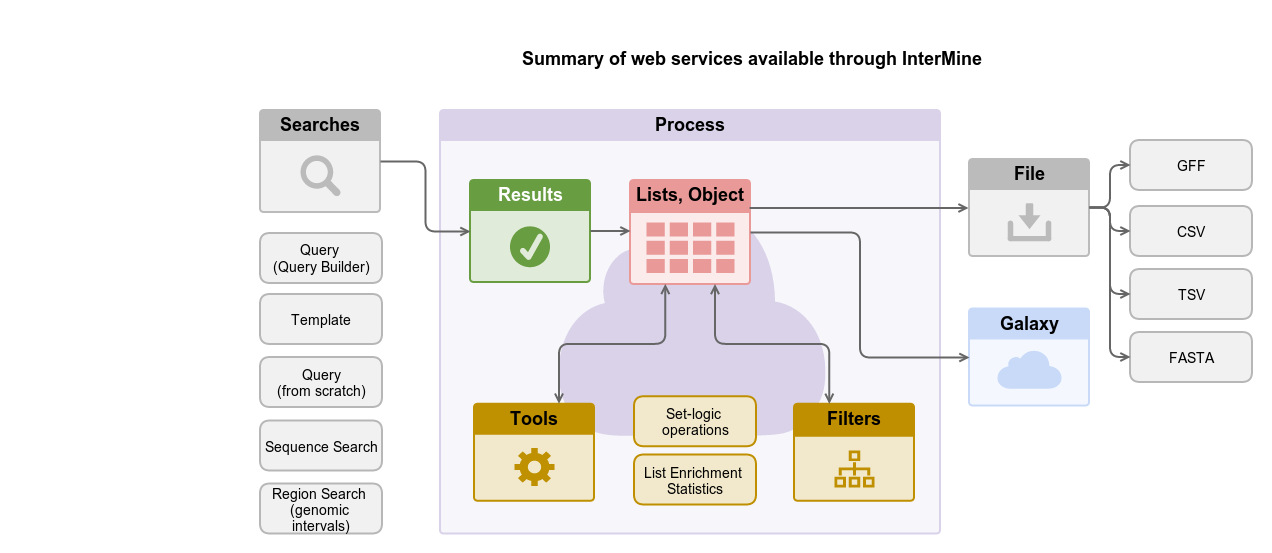 Summary of web services available through InterMine
Searches
Query
(Query Builder)
Template
Query
(from scratch)
Sequence Search
Region Search
(genomic
intervals)
Process
Results
Lists, Object
Tools
Set-logic
operations
List Enrichment
Statistics
Filters
File
Galaxy
GFF
CSV
TSV
FASTA